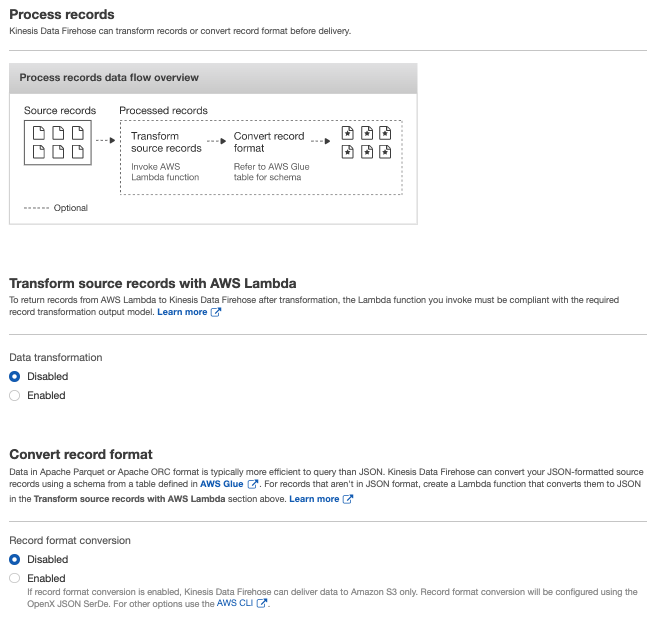 Process records
Kinesis Data Firehose can transform records or convert record format before delivery.
Process records data flow overview
Source records
Processed records
Transform
source records
Invoke AWS
Lambda function
Convert record
format
Refer to AWS Glue
table for schema
Optional
Transform source records with AWS Lambda
To return records from AWS Lambda to Kinesis Data Firehose after transformation, the Lambda function you invoke must be compliant with the required
record transformation output model. Learn more
Data transformation
Disabled
Enabled
Convert record format
Data in Apache Parquet or Apache ORC format is typically more efficient to query than JSON. Kinesis Data Firehose can convert your JSON-formatted source
records using a schema from a table defined in AWS Glue . For records that aren't in JSON format, create a Lambda function that converts them to JSON
in the Transform source records with AWS Lambda section above. Learn more
Record format conversion
Disabled
Enabled
If record format conversion is enabled, Kinesis Data Firehose can deliver data to Amazon S3 only. Record format conversion will be configured using the
OpenX JSON SerDe. For other options use the AWS CLI .